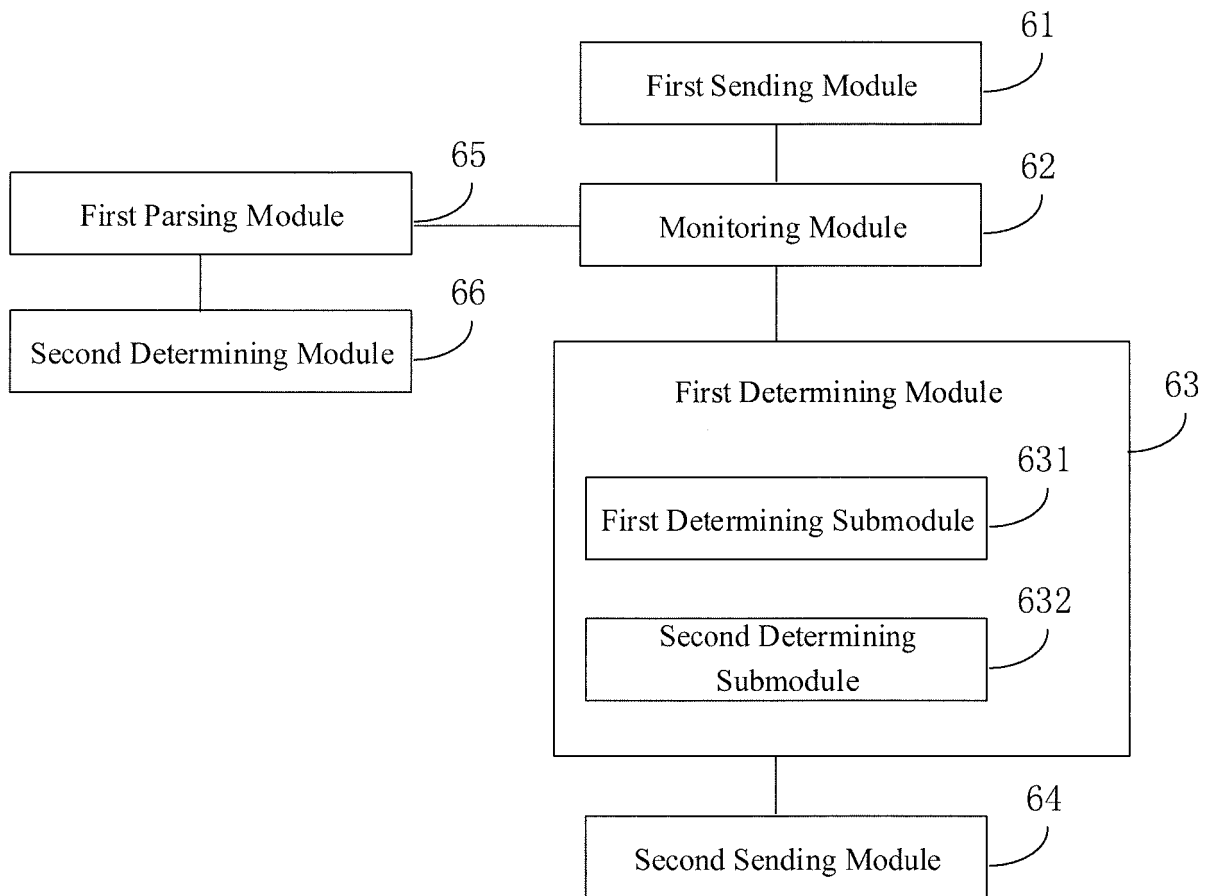 61
First Sending Module
65
62
First Parsing Module
Monitoring Module
66
Second Determining Module
63
First Determining Module
631
First Determining Submodule
632
Second Determining
Submodule
64
Second Sending Module